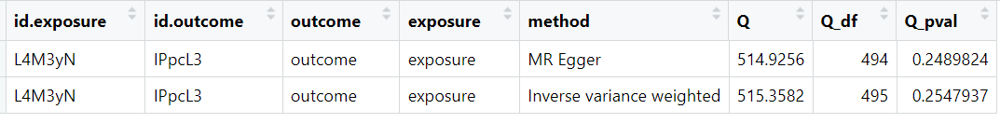 id.exposure id.outcome outcome exposure method Q Q_df Q_pval
L4M3yN IPpcL3 outcome exposure MR Egger 514.9256 494 0.2489824
L4M3yN IPpcL3 outcome exposure Inverse variance weighted 515.3582 495 0.2547937